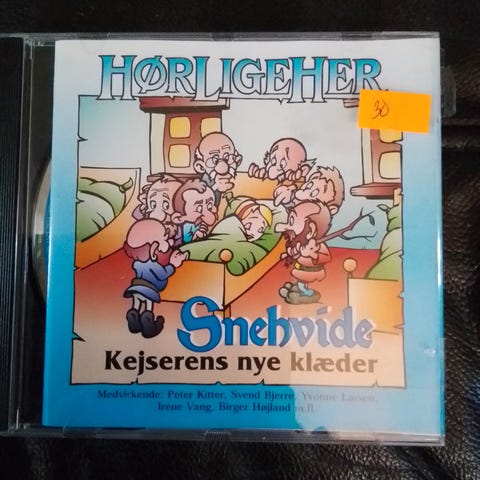 HØRLIGEHER
30
Snehvide
Kejserens nye klæder
Medvirkende: Peter Kitter, Svend Bjerre, Yvonne Larsen,
Irene Vang, Birger Højland m.fl.